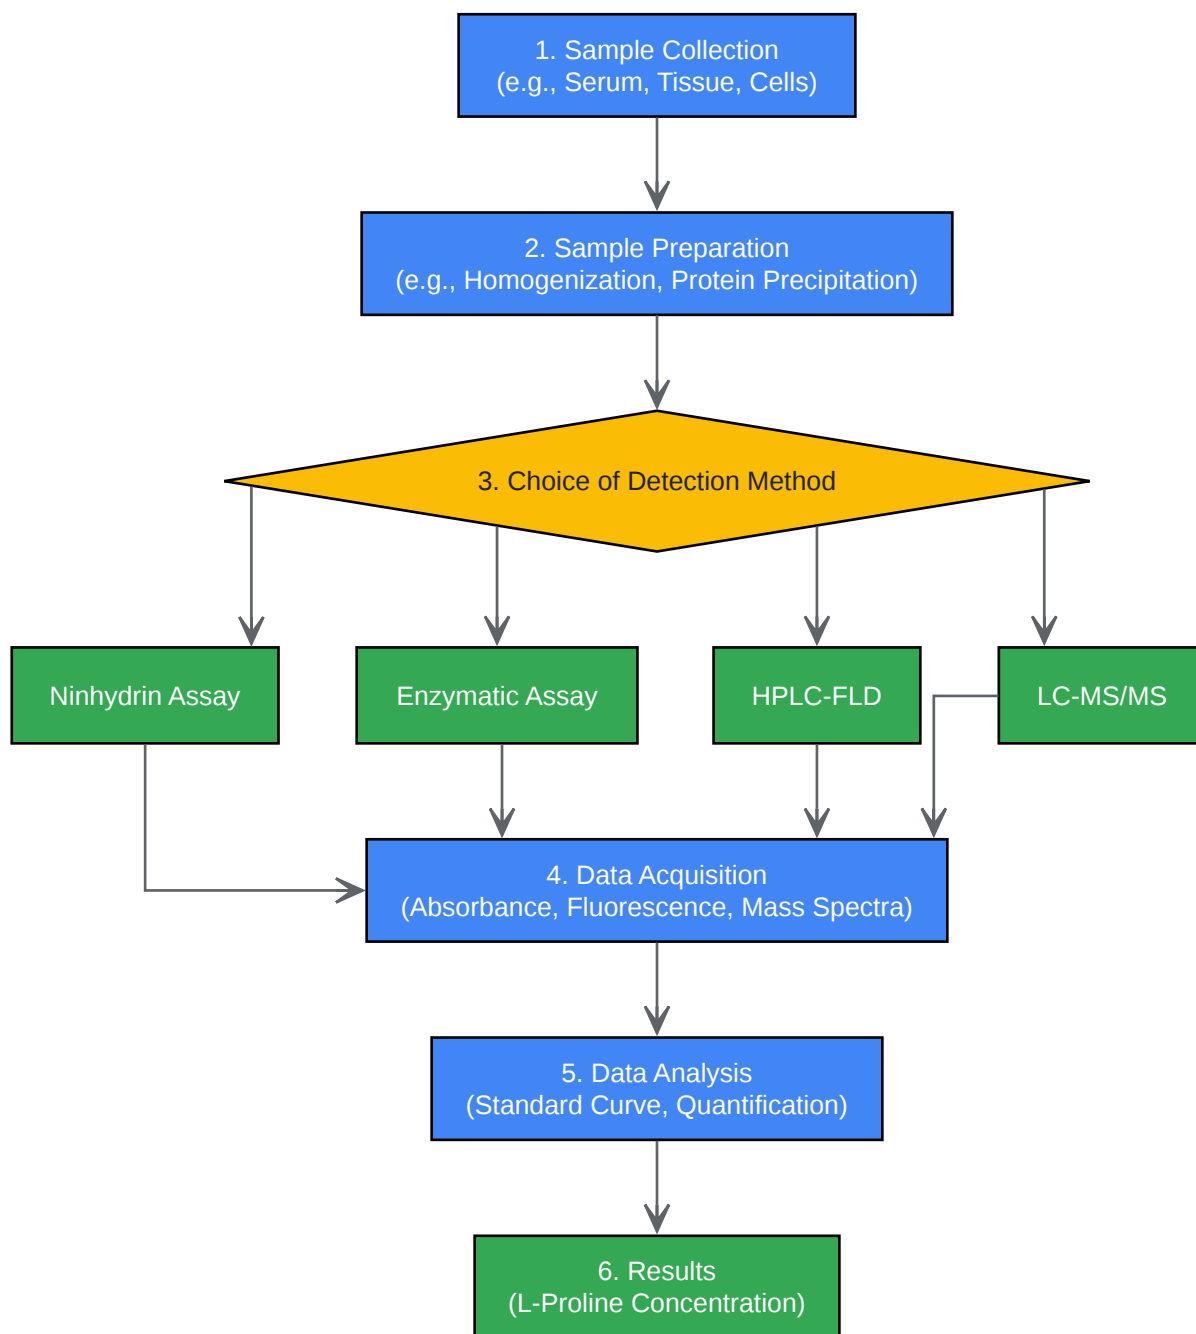 1. Sample Collection
(e.g., Serum, Tissue, Cells)
2. Sample Preparation
(e.g., Homogenization, Protein Precipitation)
3. Choice of Detection Method
Ninhydrin Assay
Enzymatic Assay
HPLC-FLD
LC-MS/MS
4. Data Acquisition
(Absorbance, Fluorescence, Mass Spectra)
5. Data Analysis
(Standard Curve, Quantification)
6. Results
(L-Proline Concentration)